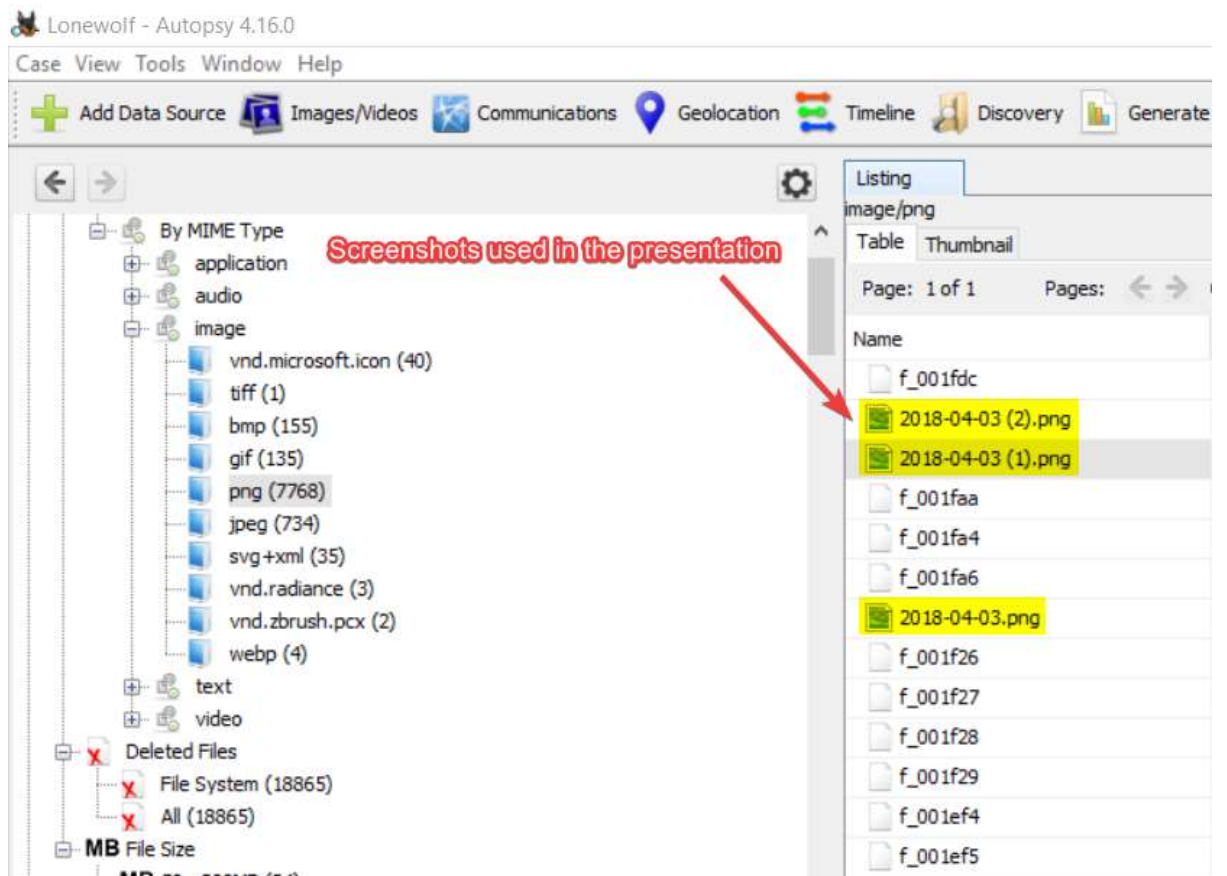 Lonewolf - Autopsy 4.16.0
Case View Tools Window Help
Add Data Source Images/Videos Communications Geolocation Timeline Discovery Generate
Listing
image/png
Table Thumbnail
Page: 1 of 1 Pages:
Name
By MIME Type
application
audio
image
vnd.microsoft.icon (40)
tiff (1)
bmp (155)
gif (135)
png (7768)
jpeg (734)
svg+xml (35)
vnd.radiance (3)
vnd.zbrush.pcx (2)
webp (4)
text
video
Deleted Files
File System (18865)
All (18865)
MB File Size
Screenshots used in the presentation
f_001fdc
2018-04-03 (2).png
2018-04-03 (1).png
f_001faa
f_001fa4
f_001fa6
2018-04-03.png
f_001f26
f_001f27
f_001f28
f_001f29
f_001ef4
f_001ef5